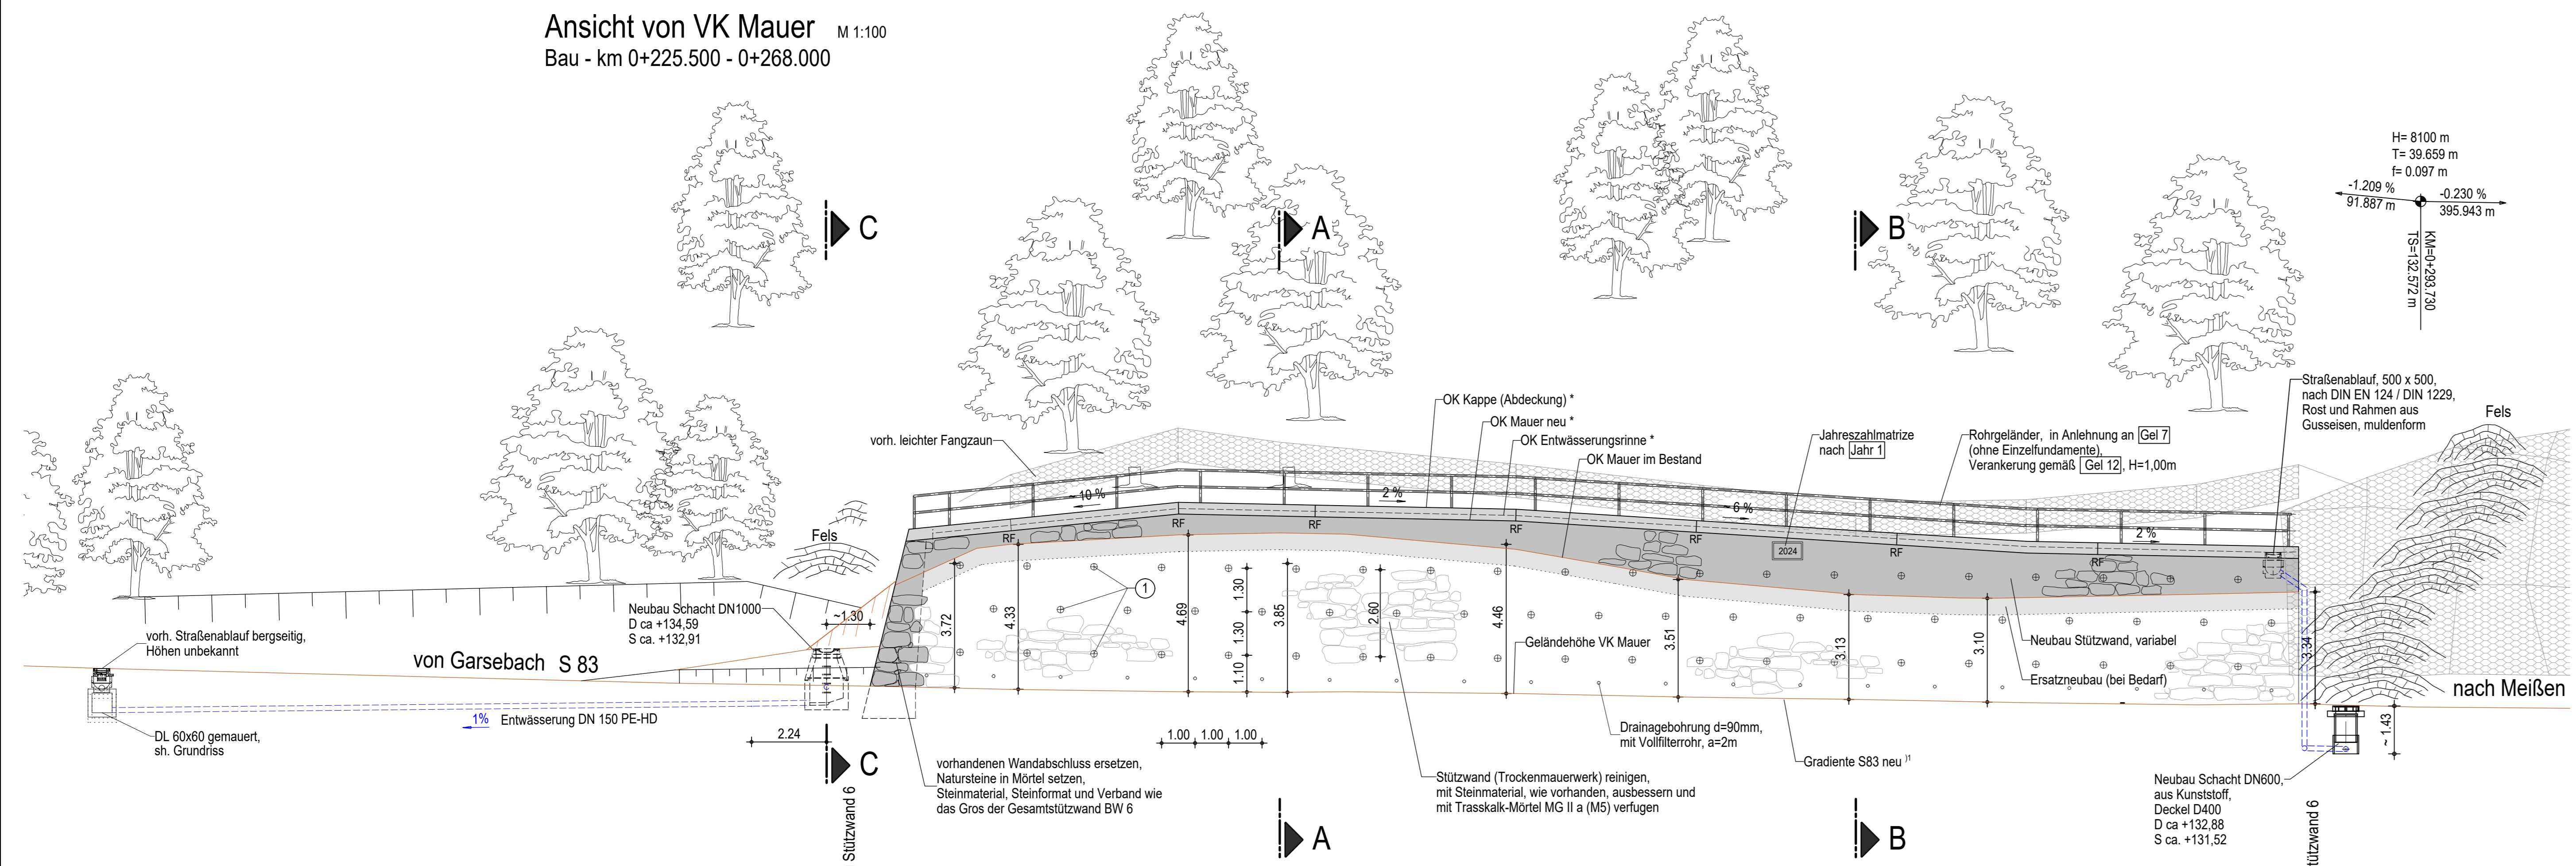 Ansicht von VK Mauer M 1:100
Bau - km 0+225.500 - 0+268.000
H= 8100 m
T= 39.659 m
f= 0.097 m
-1.209 %
91.887 m
-0.230 %
395.943 m
KM=0+293.730
TS=132.572 m
C
A
B
Straßenablauf, 500 x 500,
nach DIN EN 124 / DIN 1229,
Rost und Rahmen aus
Gusseisen, muldenform
Fels
OK Kappe (Abdeckung) *
OK Mauer neu *
OK Entwässerungsrinne *
OK Mauer im Bestand
vorh. leichter Fangzaun
Jahreszahlmatrize
nach Jahr 1
Rohrgeländer, in Anlehnung an Gel 7
(ohne Einzelfundamente),
Verankerung gemäß Gel 12, H=1,00m
~ 10 %
2 %
~ 6 %
2 %
Fels
RF
RF
RF
RF
RF
RF
RF
2024
1
3.72
4.33
4.69
1.30
1.30
1.10
3.85
2.60
4.46
3.51
3.13
3.10
3.34
Neubau Schacht DN1000
D ca +134,59
S ca. +132,91
~1.30
vorh. Straßenablauf bergseitig,
Höhen unbekannt
von Garsebach S 83
Geländehöhe VK Mauer
Neubau Stützwand, variabel
Ersatzneubau (bei Bedarf)
nach Meißen
1%
Entwässerung DN 150 PE-HD
DL 60x60 gemauert,
sh. Grundriss
2.24
1.00
1.00
1.00
Drainagebohrung d=90mm,
mit Vollfilterrohr, a=2m
~ 1.43
Gradiente S83 neu )1
C
vorhandenen Wandabschluss ersetzen,
Natursteine in Mörtel setzen,
Steinmaterial, Steinformat und Verband wie
das Gros der Gesamtstützwand BW 6
Stützwand (Trockenmauerwerk) reinigen,
mit Steinmaterial, wie vorhanden, ausbessern und
mit Trasskalk-Mörtel MG II a (M5) verfugen
Neubau Schacht DN600,
aus Kunststoff,
Deckel D400
D ca +132,88
S ca. +131,52
Stützwand 6
A
B
tützwand 6